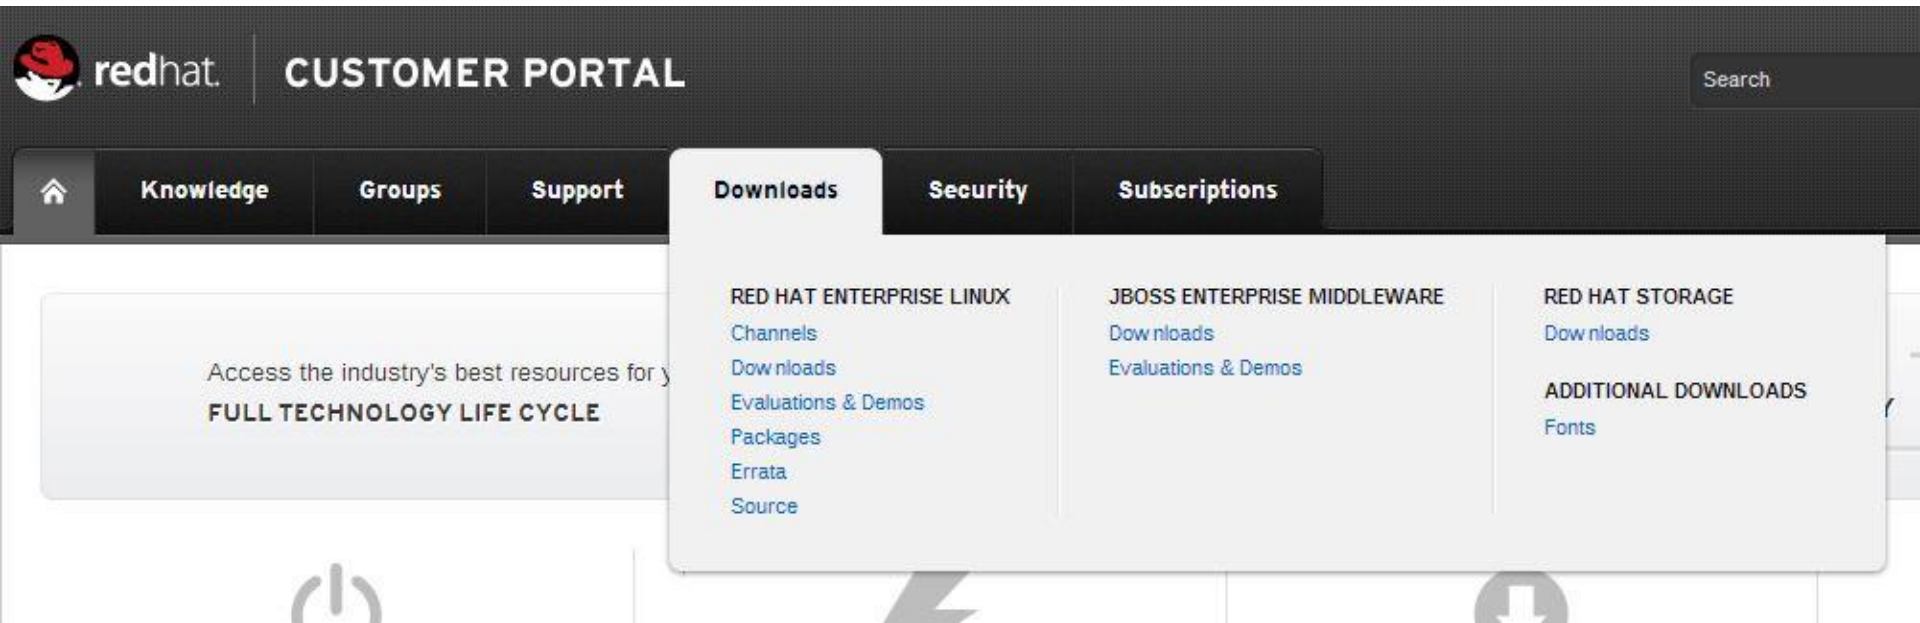 redhat. CUSTOMER PORTAL
Search
Knowledge Groups Support Downloads Security Subscriptions
RED HAT ENTERPRISE LINUX
Channels
Downloads
Evaluations & Demos
Packages
Errata
Source
JBOSS ENTERPRISE MIDDLEWARE
Downloads
Evaluations & Demos
RED HAT STORAGE
Downloads
ADDITIONAL DOWNLOADS
Fonts
Access the industry's best resources for
FULL TECHNOLOGY LIFE CYCLE